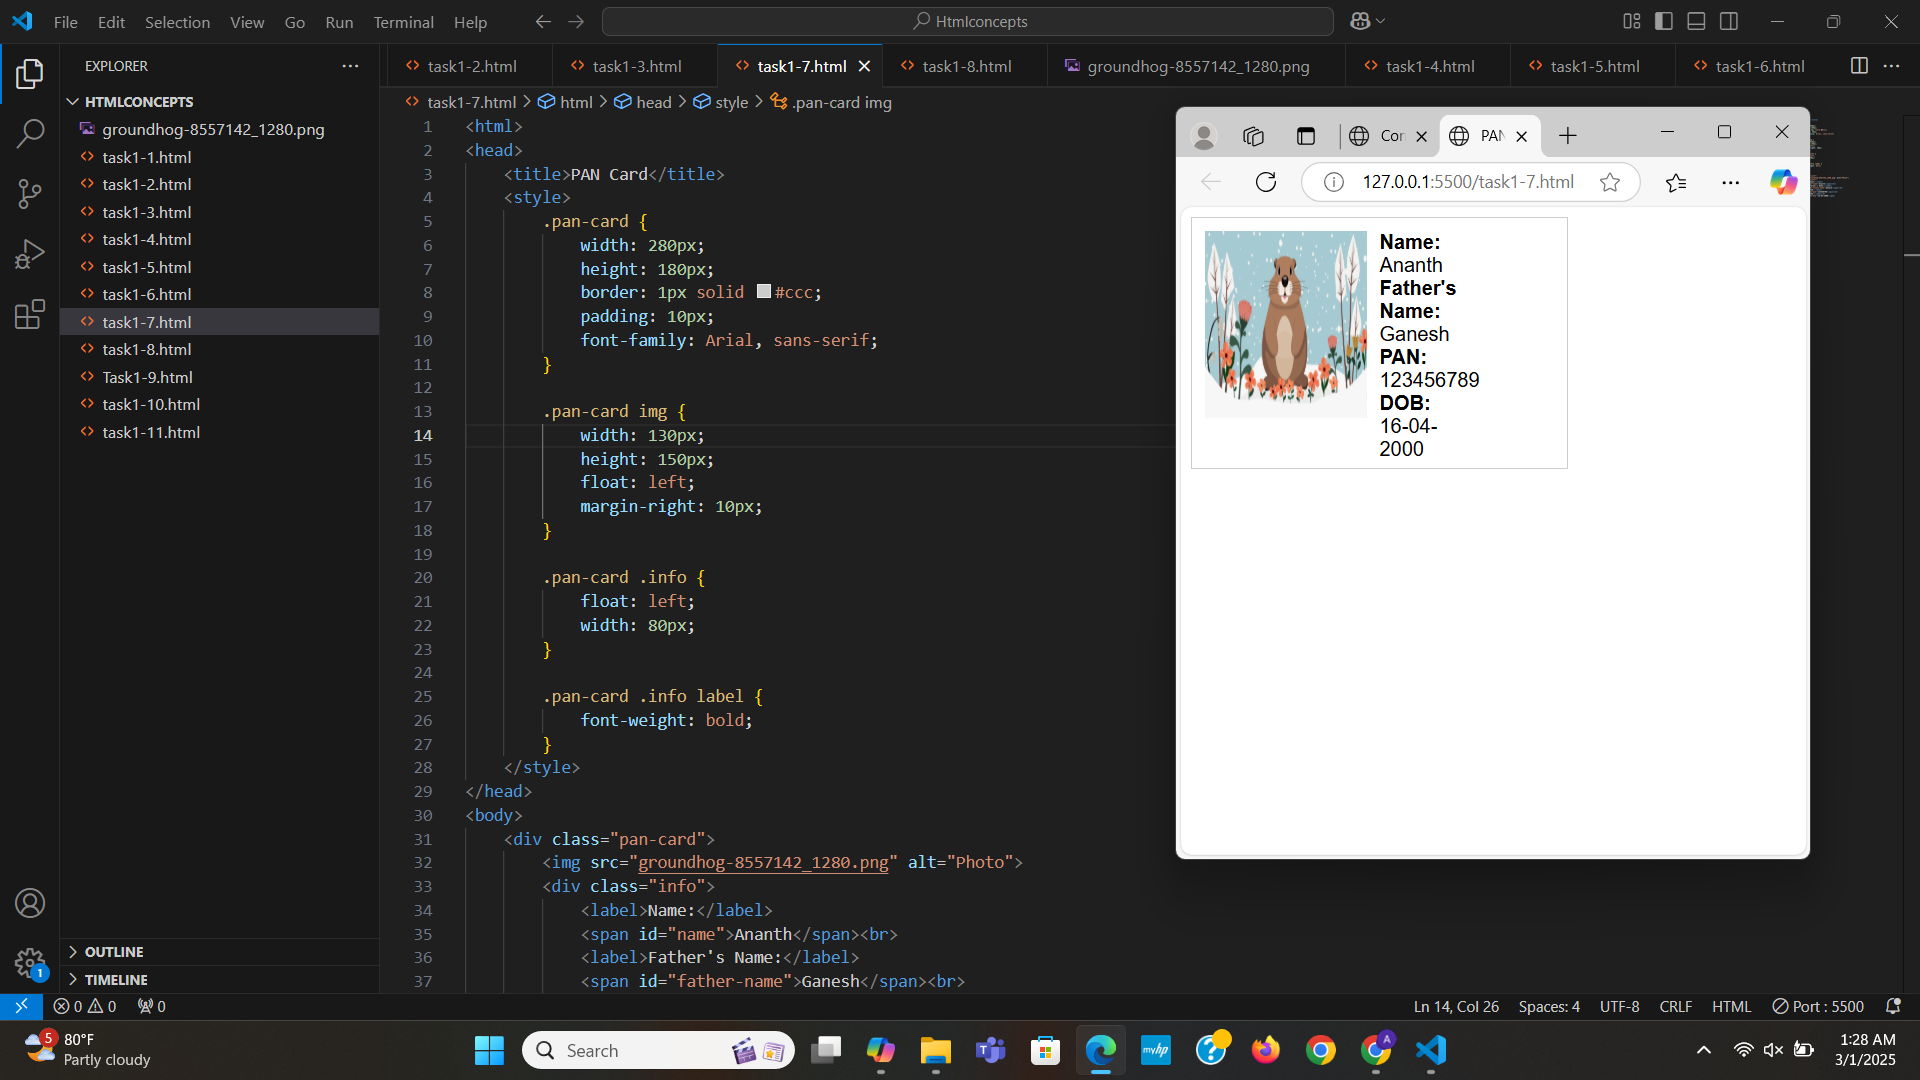 File Edit Selection View Go Run Terminal Help
Htmlconcepts
EXPLORER
HTMLCONCEPTS
groundhog-8557142_1280.png
task1-1.html
task1-2.html
task1-3.html
task1-4.html
task1-5.html
task1-6.html
task1-7.html
task1-8.html
Task1-9.html
task1-10.html
task1-11.html
OUTLINE
TIMELINE
task1-2.html task1-3.html task1-7.html task1-8.html groundhog-8557142_1280.png task1-4.html task1-5.html task1-6.html
task1-7.html > html > head > style > .pan-card img
1 <html>
2 <head>
3 <title>PAN Card</title>
4 <style>
5 .pan-card {
6 width: 280px;
7 height: 180px;
8 border: 1px solid #ccc;
9 padding: 10px;
10 font-family: Arial, sans-serif;
11 }
12
13 .pan-card img {
14 width: 130px;
15 height: 150px;
16 float: left;
17 margin-right: 10px;
18 }
19
20 .pan-card .info {
21 float: left;
22 width: 80px;
23 }
24
25 .pan-card .info label {
26 font-weight: bold;
27 }
28 </style>
29 </head>
30 <body>
31 <div class="pan-card">
32 <img src="groundhog-8557142_1280.png" alt="Photo">
33 <div class="info">
34 <label>Name:</label>
35 <span id="name">Ananth</span><br>
36 <label>Father's Name:</label>
37 <span id="father-name">Ganesh</span><br>
Cor PAN
127.0.0.1:5500/task1-7.html
Name:
Ananth
Father's
Name:
Ganesh
PAN:
123456789
DOB:
16-04-
2000
1
0 0 0
Ln 14, Col 26 Spaces: 4 UTF-8 CRLF HTML Port : 5500
5
80°F
Partly cloudy
Search
myhp
A
1:28 AM
3/1/2025